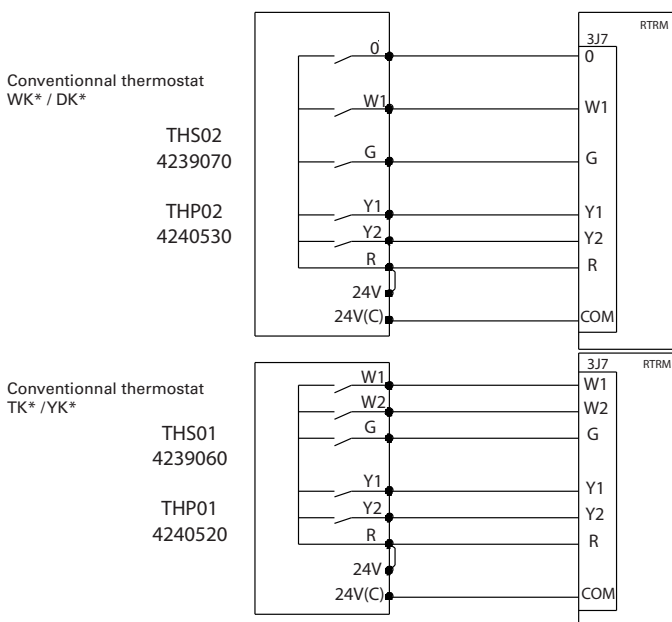 RTRM
3J7
0 0
Conventionnal thermostat
WK* / DK*
W1 W1
THS02
4239070
G G
THP02
4240530
Y1 Y1
Y2 Y2
R R
24V
24V(C) COM
3J7 RTRM
W1 W1
Conventionnal thermostat
TK* /YK*
W2 W2
G G
THS01
4239060
Y1 Y1
THP01
4240520
Y2 Y2
R R
24V
24V(C) COM